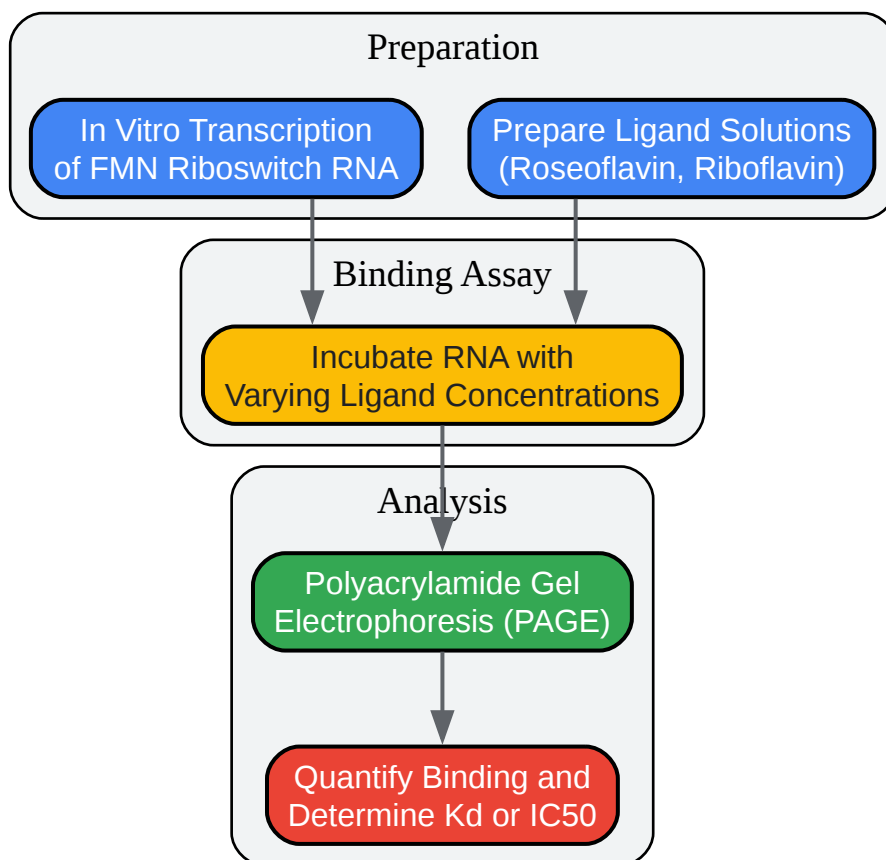 Preparation
In Vitro Transcription
of FMN Riboswitch RNA
Prepare Ligand Solutions
(Roseoflavin, Riboflavin)
Binding Assay
Incubate RNA with
Varying Ligand Concentrations
Analysis
Polyacrylamide Gel
Electrophoresis (PAGE)
Quantify Binding and
Determine Kd or IC50